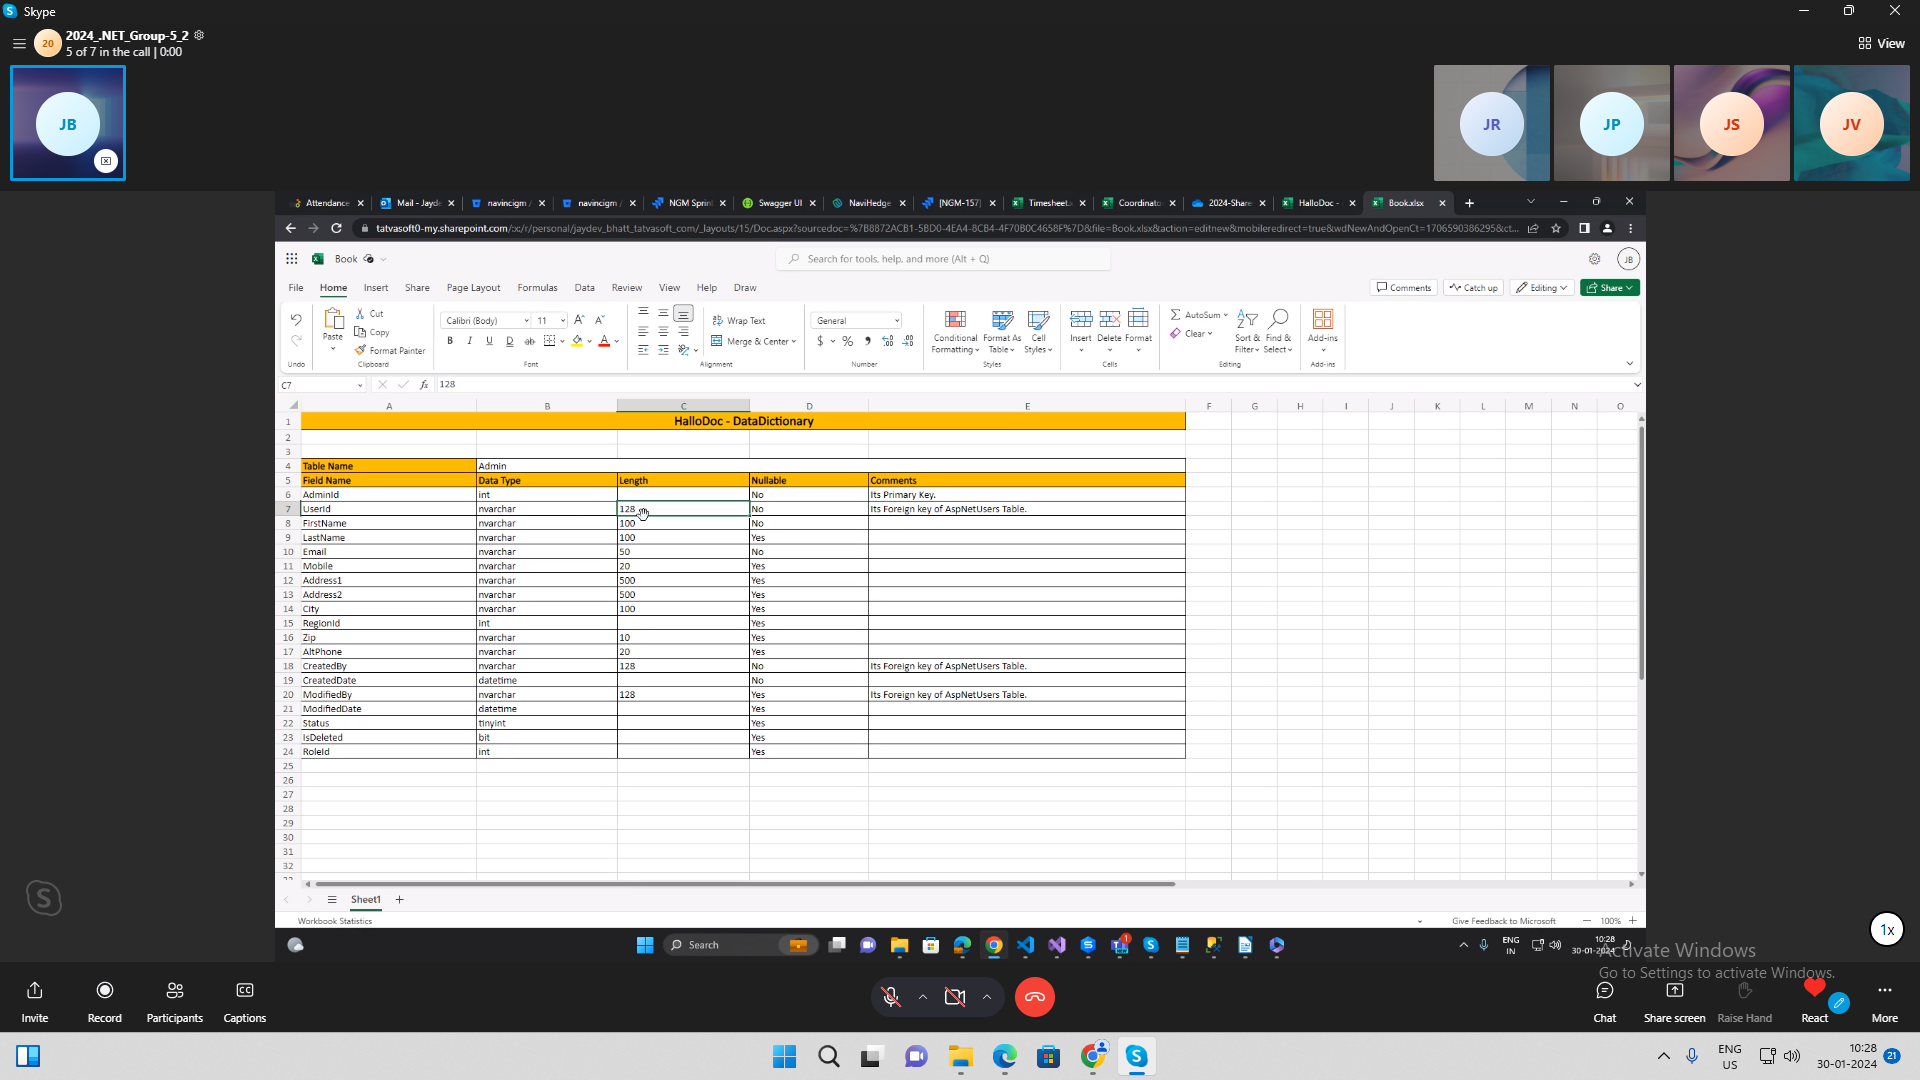 Skype
20
2024_.NET_Group-5_2
5 of 7 in the call | 0:00
View
JB
JR
JP
JS
JV
Attendance
Mail - Jayde
navincigm /
navincigm /
NGM Sprin
Swagger UI
NaviHedge
[NGM-157]
Timesheet.
Coordinato
2024-Share
HalloDoc -
Book.xlsx
tatvasoft0-my.sharepoint.com/:x:/r/personal/jaydev_bhatt_tatvasoft_com/_layouts/15/Doc.aspx?sourcedoc=%7B8872ACB1-5BD0-4EA4-8CB4-4F70B0C4658F%7D&file=Book.xlsx&action=editnew&mobileredirect=true&wdNewAndOpenCt=1706590386295&ct...
Book
Search for tools, help, and more (Alt + Q)
JB
File Home Insert Share Page Layout Formulas Data Review View Help Draw
Comments Catch up Editing Share
Paste Cut Copy Format Painter
Calibri (Body) 11
B I U D ab A
Wrap Text
Merge & Center
General
$ %
Conditional Formatting Format As Table Cell Styles
Insert Delete Format
AutoSum Clear
Sort & Filter Find & Select
Add-ins
Undo Clipboard Font Alignment Number Styles Cells Editing Add-ins
C7 fx 128
A B C D E F G H I J K L M N O
1 HalloDoc - DataDictionary
2
3
4 Table Name Admin
5 Field Name Data Type Length Nullable Comments
6 AdminId int No Its Primary Key.
7 UserId nvarchar 128 No Its Foreign key of AspNetUsers Table.
8 FirstName nvarchar 100 No
9 LastName nvarchar 100 Yes
10 Email nvarchar 50 No
11 Mobile nvarchar 20 Yes
12 Address1 nvarchar 500 Yes
13 Address2 nvarchar 500 Yes
14 City nvarchar 100 Yes
15 RegionId int Yes
16 Zip nvarchar 10 Yes
17 AltPhone nvarchar 20 Yes
18 CreatedBy nvarchar 128 No Its Foreign key of AspNetUsers Table.
19 CreatedDate datetime No
20 ModifiedBy nvarchar 128 Yes Its Foreign key of AspNetUsers Table.
21 ModifiedDate datetime Yes
22 Status tinyint Yes
23 IsDeleted bit Yes
24 RoleId int Yes
25
26
27
28
29
30
31
32
Sheet1
Workbook Statistics
Give Feedback to Microsoft
100%
Search
1
ENG
IN
10:28
30-01-2024
1x
Activate Windows
Go to Settings to activate Windows.
Invite
Record
Participants
Captions
Chat
Share screen
Raise Hand
React
More
ENG
US
10:28
30-01-2024
21